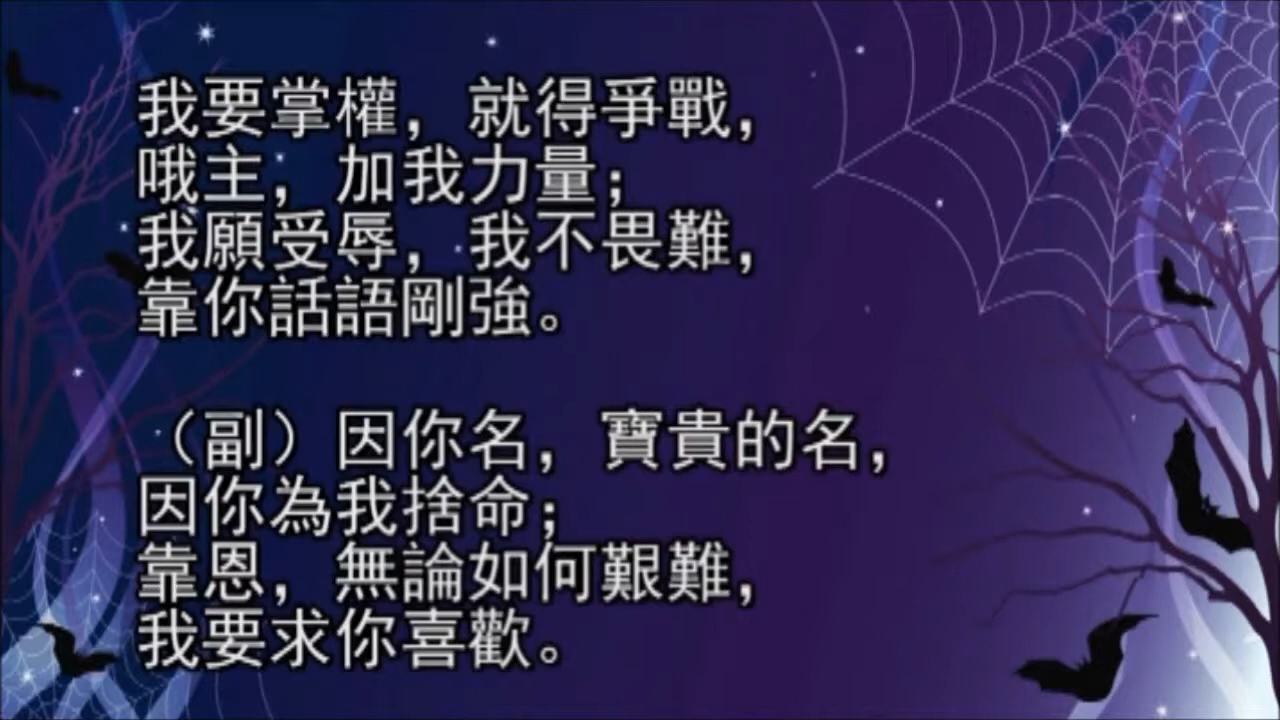 我要掌權，就得爭戰，
哦主，加我力量；
我願受辱，我不畏難，
靠你話語剛強。
（副）因你名，寶貴的名，
因你為我捨命；
靠恩，無論如何艱難，
我要求你喜歡。